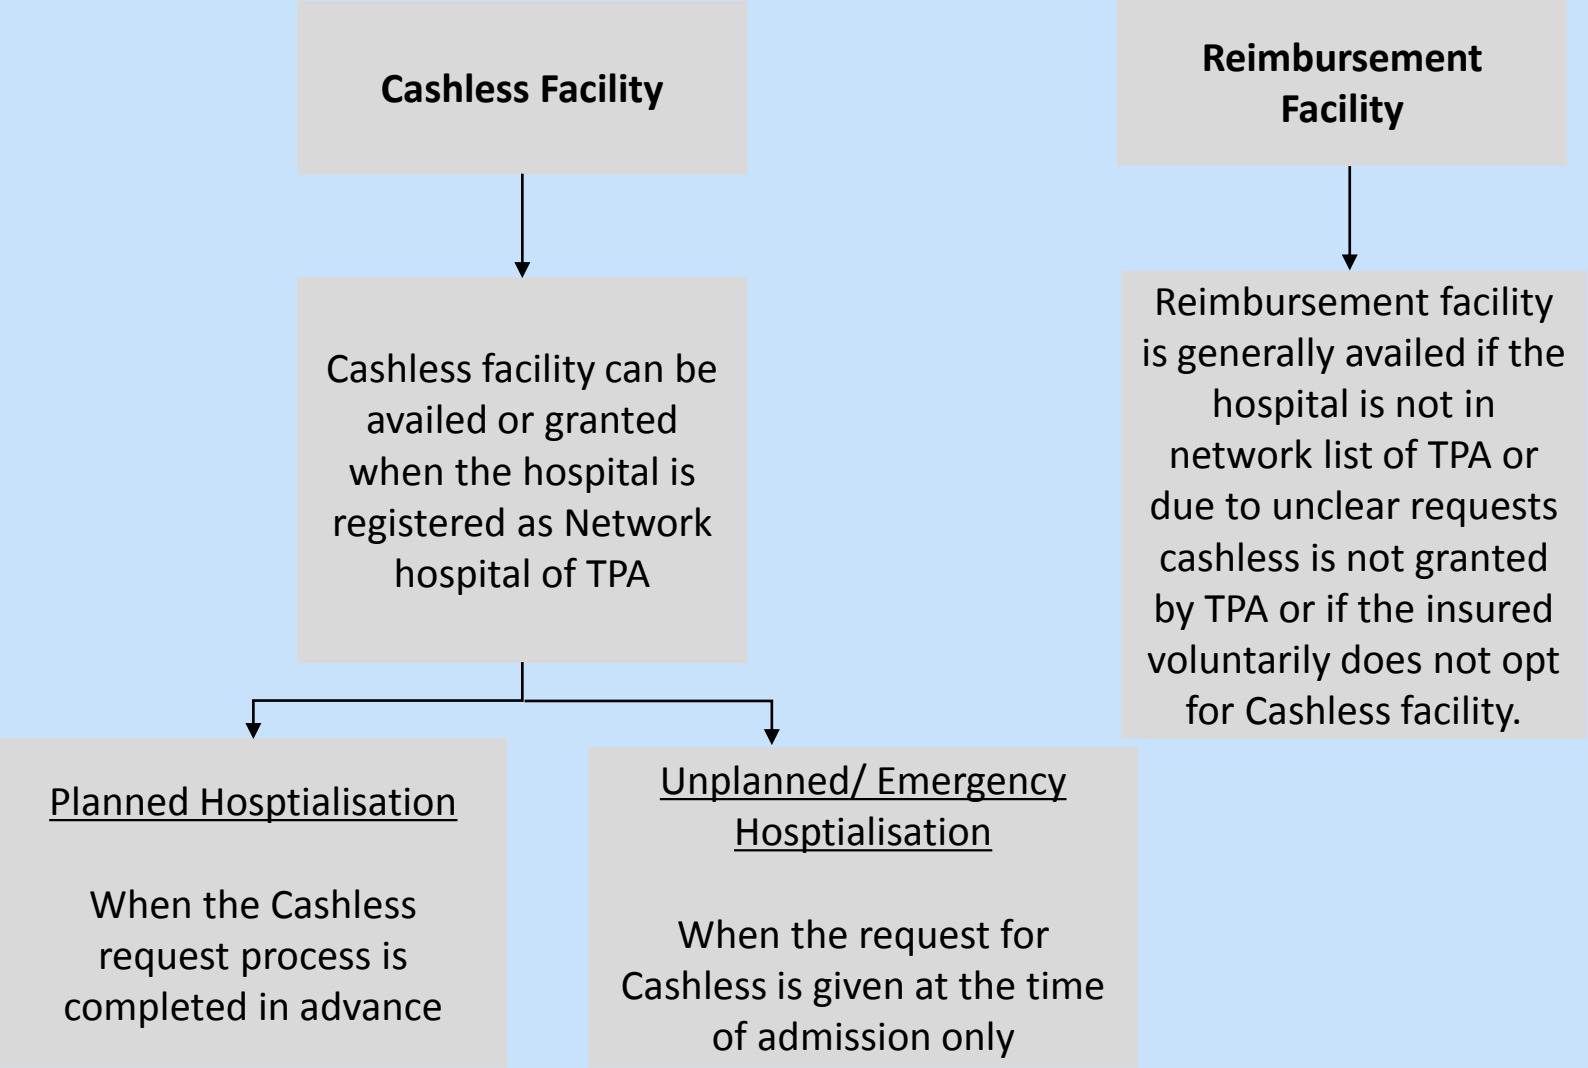 Cashless Facility
Cashless facility can be
availed or granted
when the hospital is
registered as Network
hospital of TPA
Planned Hosptialisation
When the Cashless
request process is
completed in advance
Unplanned/ Emergency
Hosptialisation
When the request for
Cashless is given at the time
of admission only
Reimbursement
Facility
Reimbursement facility
is generally availed if the
hospital is not in
network list of TPA or
due to unclear requests
cashless is not granted
by TPA or if the insured
voluntarily does not opt
for Cashless facility.